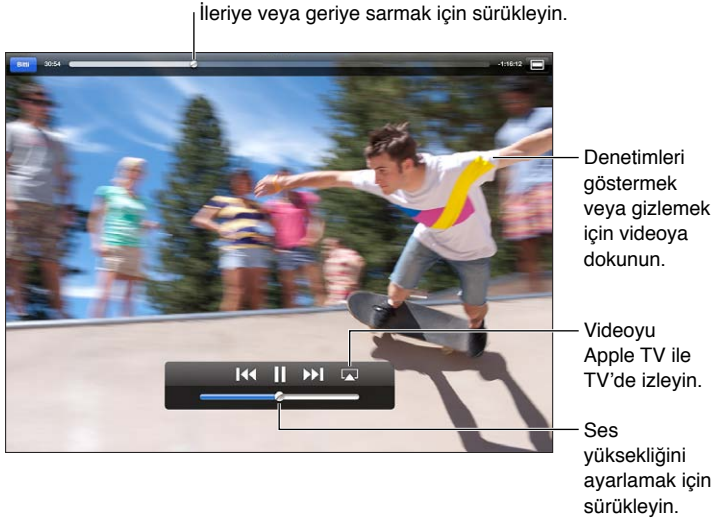 İleriye veya geriye sarmak için sürükleyin.
Bitti 30:54 -1:16:12
Denetimleri
göstermek
veya gizlemek
için videoya
dokunun.
Videoyu
Apple TV ile
TV'de izleyin.
Ses
yüksekliğini
ayarlamak için
sürükleyin.